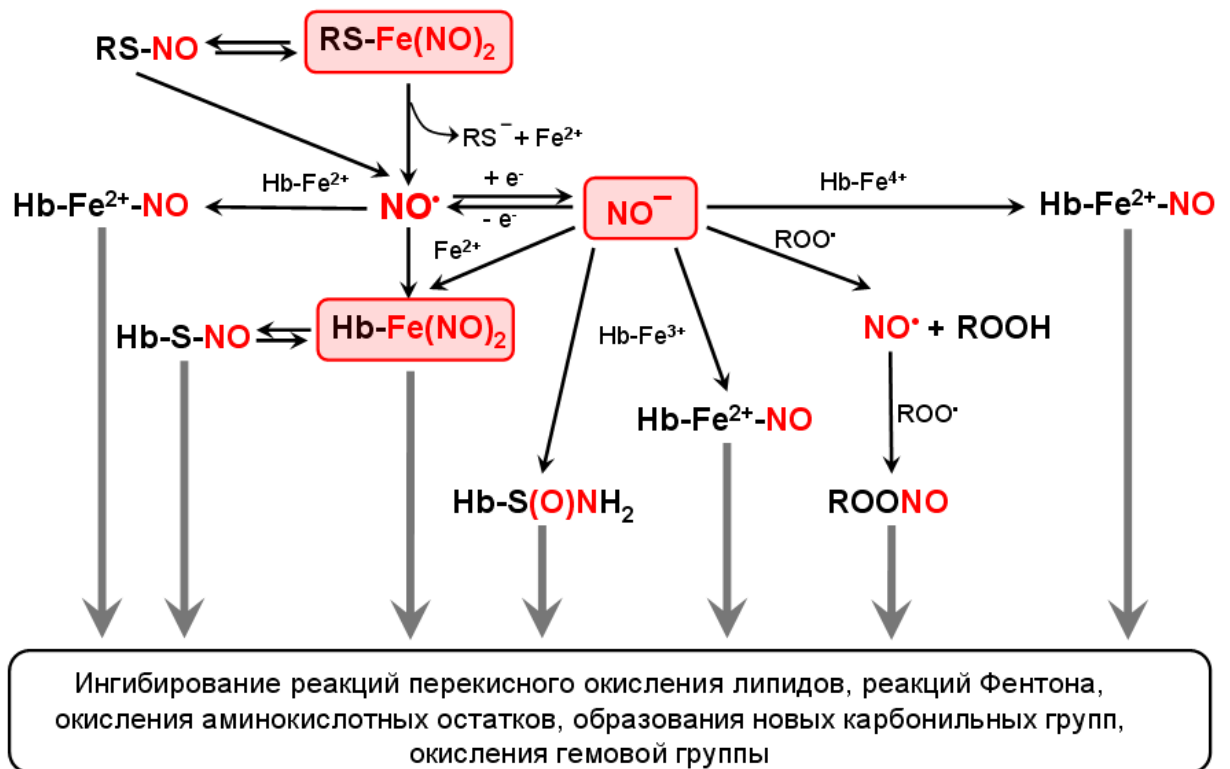 RS-NO
RS-Fe(NO)₂
RS⁻ + Fe²⁺
Hb-Fe²⁺-NO
Hb-Fe²⁺
NO•
+ e⁻
- e⁻
NO⁻
Hb-Fe⁴⁺
Hb-Fe²⁺-NO
Fe²⁺
ROO•
Hb-S-NO
Hb-Fe(NO)₂
Hb-Fe³⁺
NO• + ROOH
Hb-Fe²⁺-NO
ROO•
Hb-S(O)NH₂
ROONO
Ингибирование реакций перекисного окисления липидов, реакций Фентона,
окисления аминокислотных остатков, образования новых карбонильных групп,
окисления гемовой группы